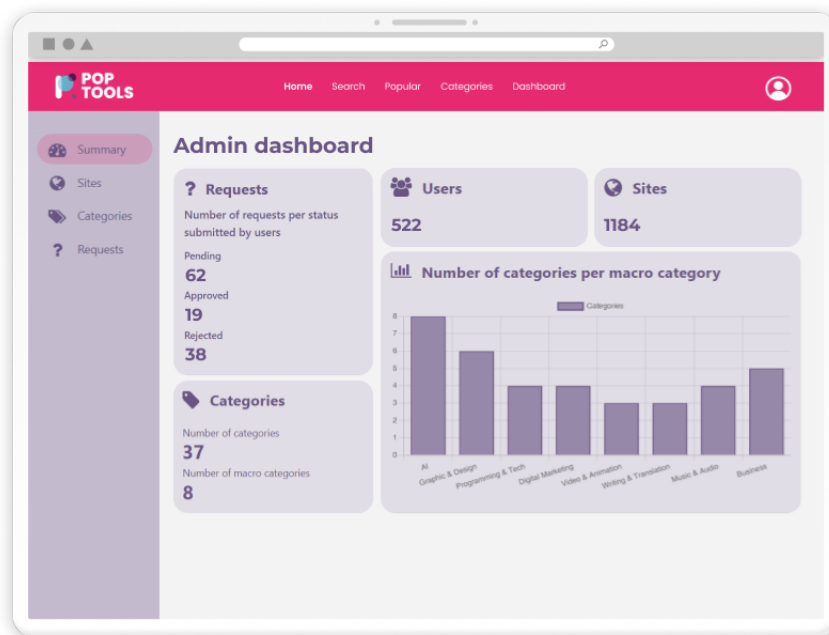 POP
TOOLS
Home Search Popular Categories Dashboard
Summary
Sites
Categories
Requests
Admin dashboard
? Requests
Number of requests per status
submitted by users
Pending
62
Approved
19
Rejected
38
Categories
Number of categories
37
Number of macro categories
8
Users
522
Sites
1184
Number of categories per macro category
Categories
8
7
6
5
4
3
2
1
0
AI
Graphic & Design
Programming & Tech
Digital Marketing
Video & Animation
Writing & Translation
Music & Audio
Business